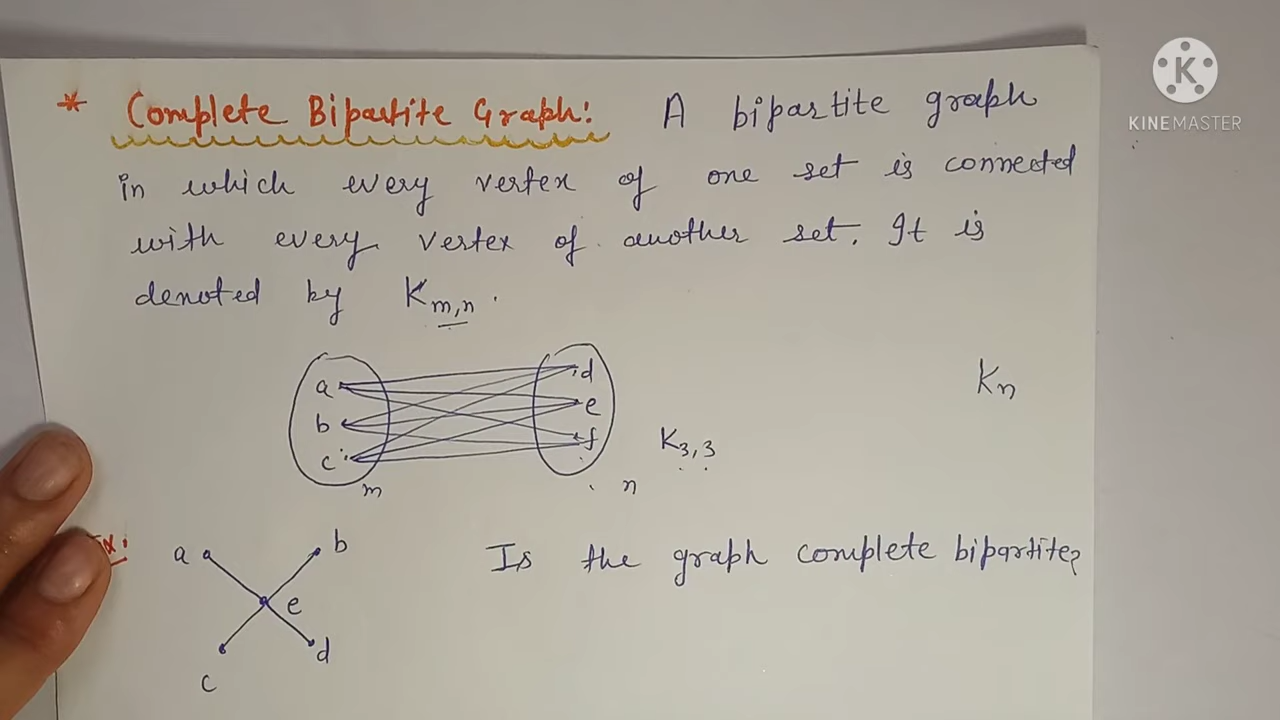 * Complete Bipartite Graph: A bipartite graph
in which every vertex of one set is connected
with every vertex of another set. It is
denoted by Km,n.
a
b
c
m
d
e
f
n
K3,3
Kn
Ex:
a
b
e
c
d
Is the graph complete bipartite?
K
KINEMASTER